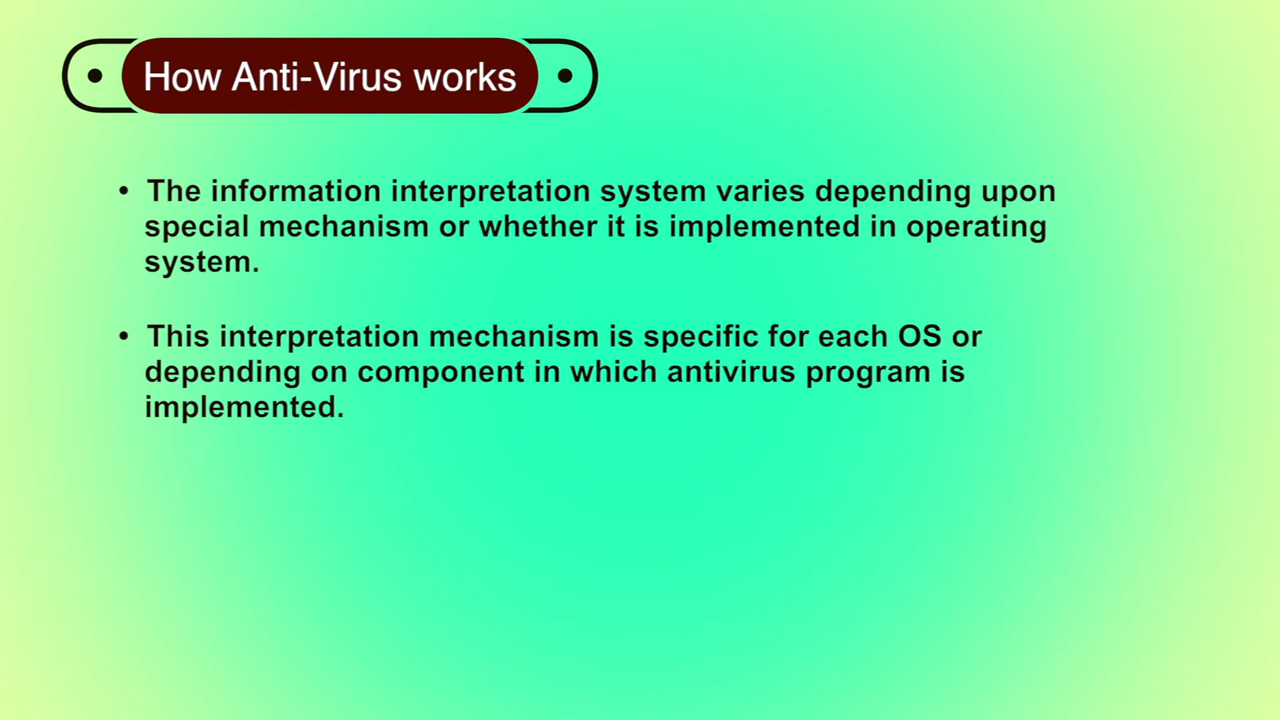 How Anti-Virus works
• The information interpretation system varies depending upon
special mechanism or whether it is implemented in operating
system.
• This interpretation mechanism is specific for each OS or
depending on component in which antivirus program is
implemented.